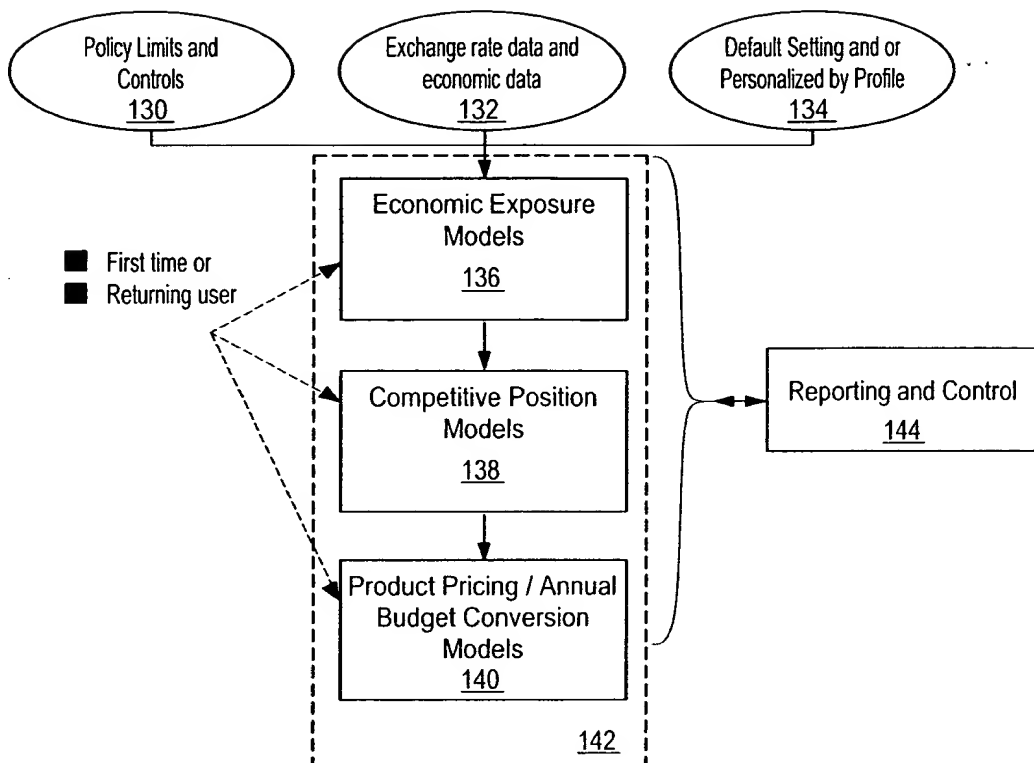 Policy Limits and
Controls
130
Exchange rate data and
economic data
132
Default Setting and or
Personalized by Profile
134
Economic Exposure
Models
136
First time or
Returning user
Competitive Position
Models
138
Reporting and Control
144
Product Pricing / Annual
Budget Conversion
Models
140
142